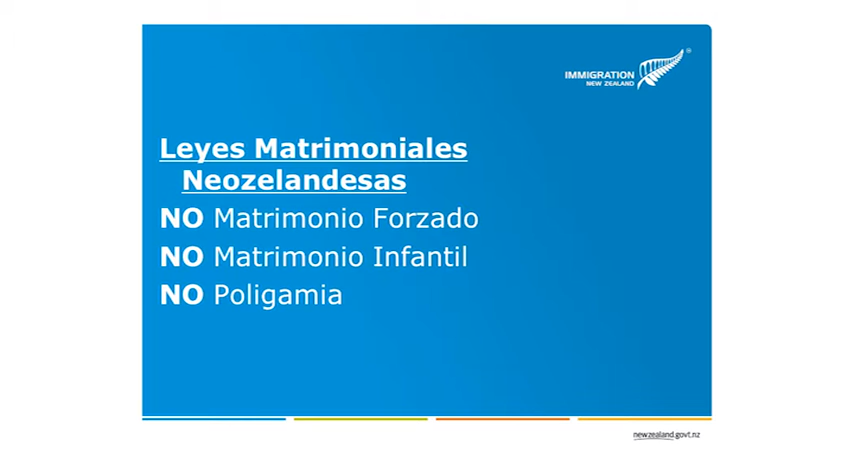 IMMIGRATION
NEW ZEALAND
Leyes Matrimoniales
Neozelandesas
NO Matrimonio Forzado
NO Matrimonio Infantil
NO Poligamia
newzealand.govt.nz